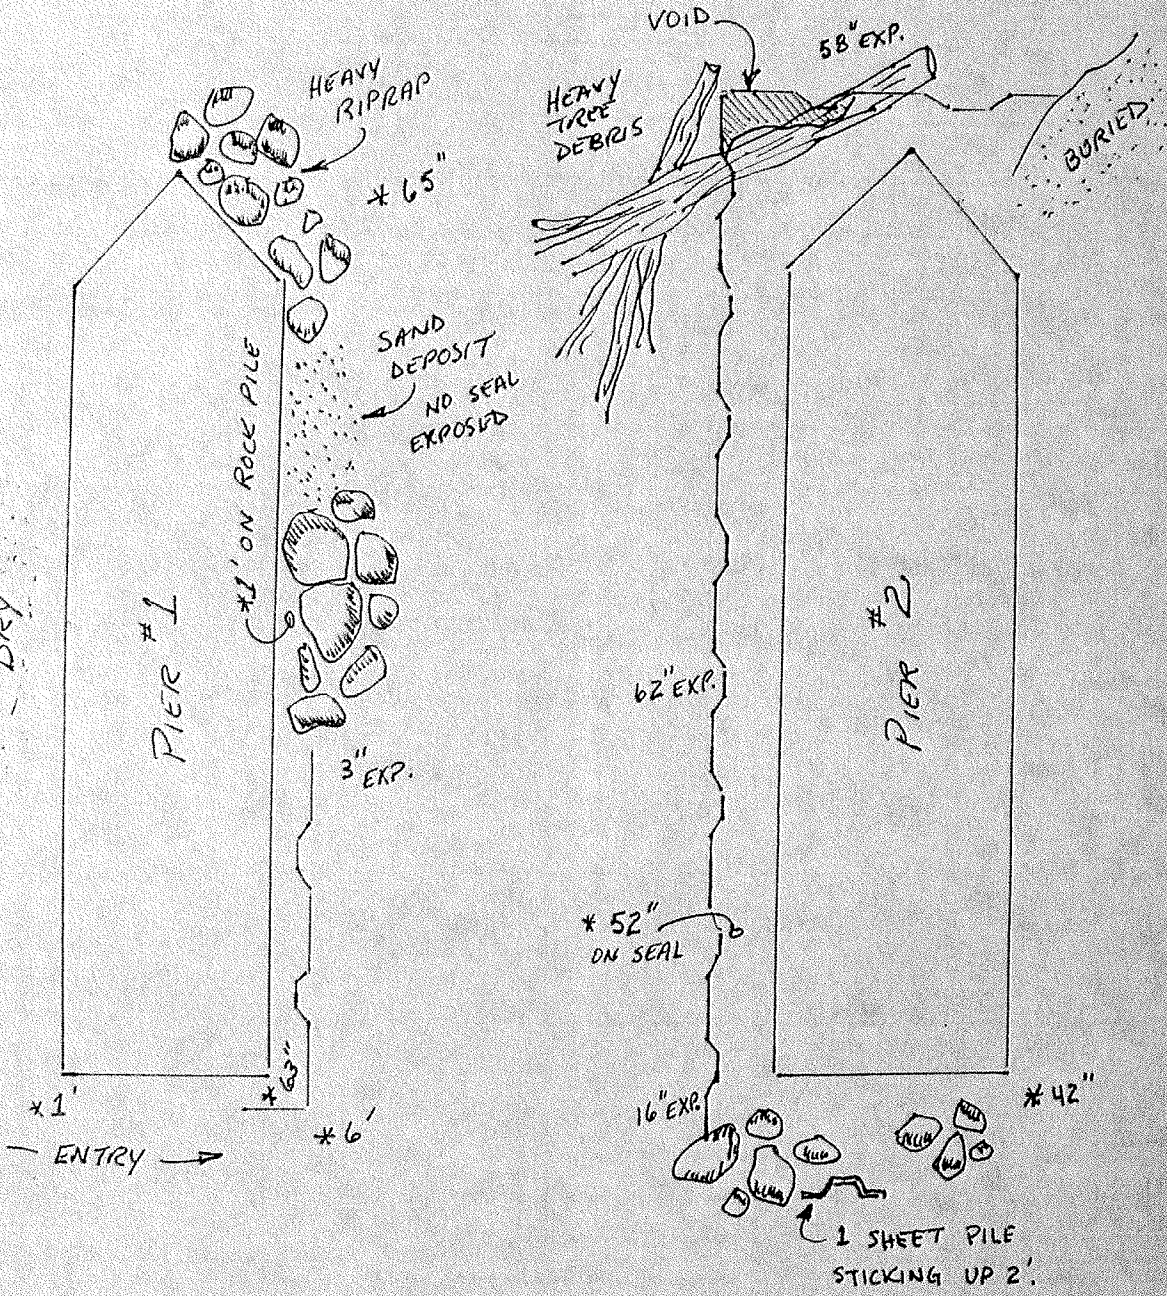 VOID
58" EXP.
HEAVY
RIPRAP
HEAVY
TREE
DEBRIS
BURIED
* 65"
SAND
DEPOSIT
NO SEAL
EXPOSED
*1' ON ROCK PILE
DRY
PIER #1
PIER #2
62" EXP.
3" EXP.
* 52"
ON SEAL
* 63"
*1'
* 6'
16" EXP.
* 42"
ENTRY
1 SHEET PILE
STICKING UP 2'.